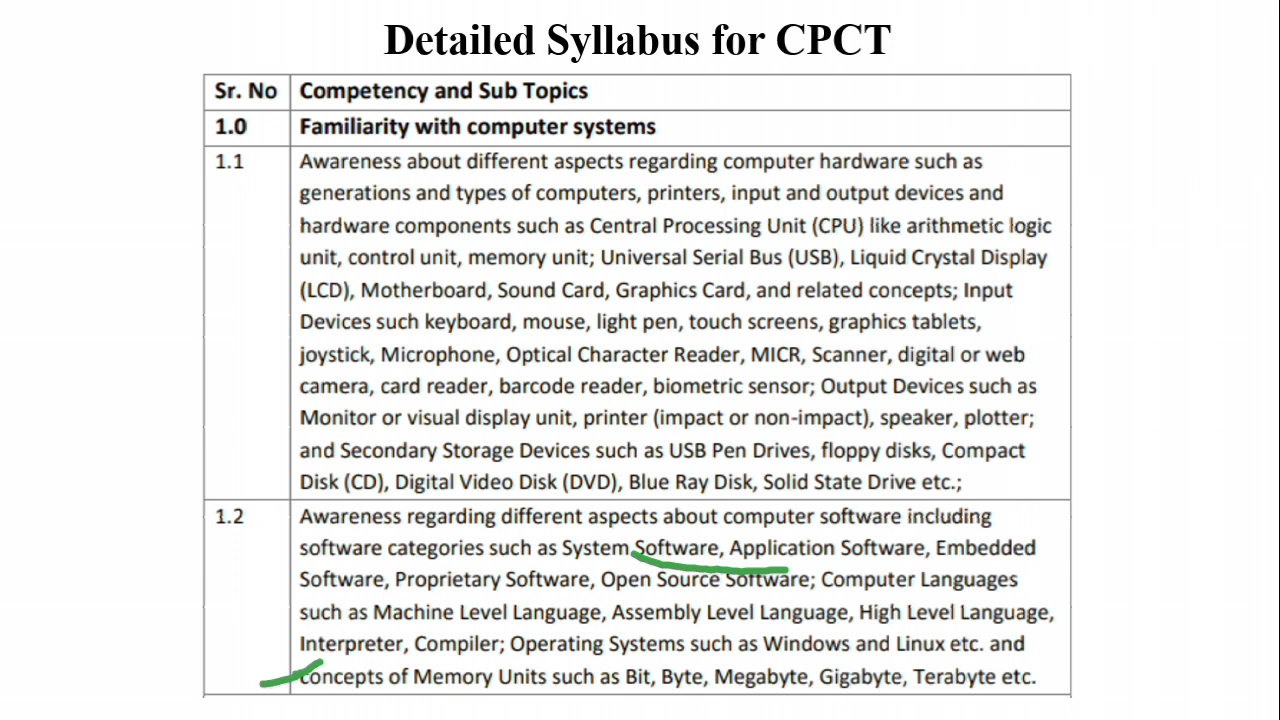 Detailed Syllabus for CPCT
Sr. No Competency and Sub Topics
1.0 Familiarity with computer systems
1.1 Awareness about different aspects regarding computer hardware such as
generations and types of computers, printers, input and output devices and
hardware components such as Central Processing Unit (CPU) like arithmetic logic
unit, control unit, memory unit; Universal Serial Bus (USB), Liquid Crystal Display
(LCD), Motherboard, Sound Card, Graphics Card, and related concepts; Input
Devices such keyboard, mouse, light pen, touch screens, graphics tablets,
joystick, Microphone, Optical Character Reader, MICR, Scanner, digital or web
camera, card reader, barcode reader, biometric sensor; Output Devices such as
Monitor or visual display unit, printer (impact or non-impact), speaker, plotter;
and Secondary Storage Devices such as USB Pen Drives, floppy disks, Compact
Disk (CD), Digital Video Disk (DVD), Blue Ray Disk, Solid State Drive etc.;
1.2 Awareness regarding different aspects about computer software including
software categories such as System Software, Application Software, Embedded
Software, Proprietary Software, Open Source Software; Computer Languages
such as Machine Level Language, Assembly Level Language, High Level Language,
Interpreter, Compiler; Operating Systems such as Windows and Linux etc. and
concepts of Memory Units such as Bit, Byte, Megabyte, Gigabyte, Terabyte etc.